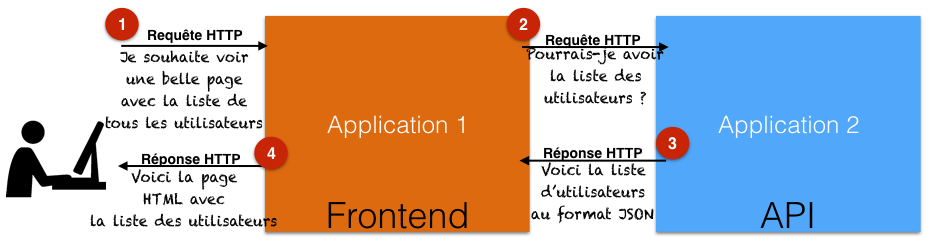 1
Requête HTTP
Je souhaite voir
une belle page
avec la liste de
tous les utilisateurs
2
Requête HTTP
Pourrais-je avoir
la liste des
utilisateurs ?
Application 1
Application 2
3
Réponse HTTP
Voici la liste
d'utilisateurs
au format JSON
4
Réponse HTTP
Voici la page
HTML avec
la liste des utilisateurs
Frontend
API